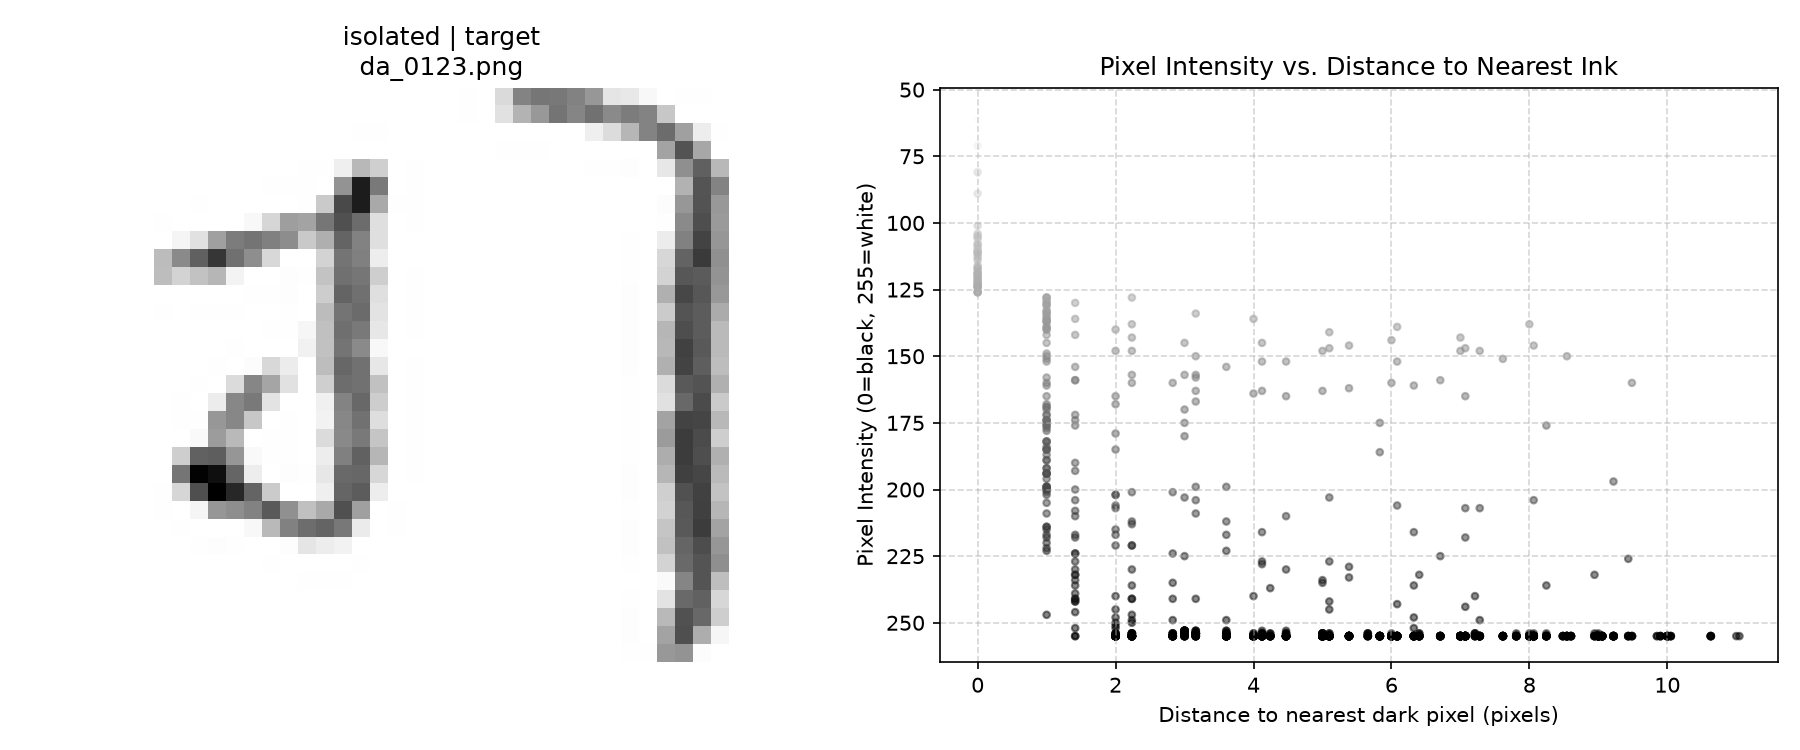 isolated | target
da_0123.png
Pixel Intensity vs. Distance to Nearest Ink
Pixel Intensity (0=black, 255=white)
50
75
100
125
150
175
200
225
250
0 2 4 6 8 10
Distance to nearest dark pixel (pixels)